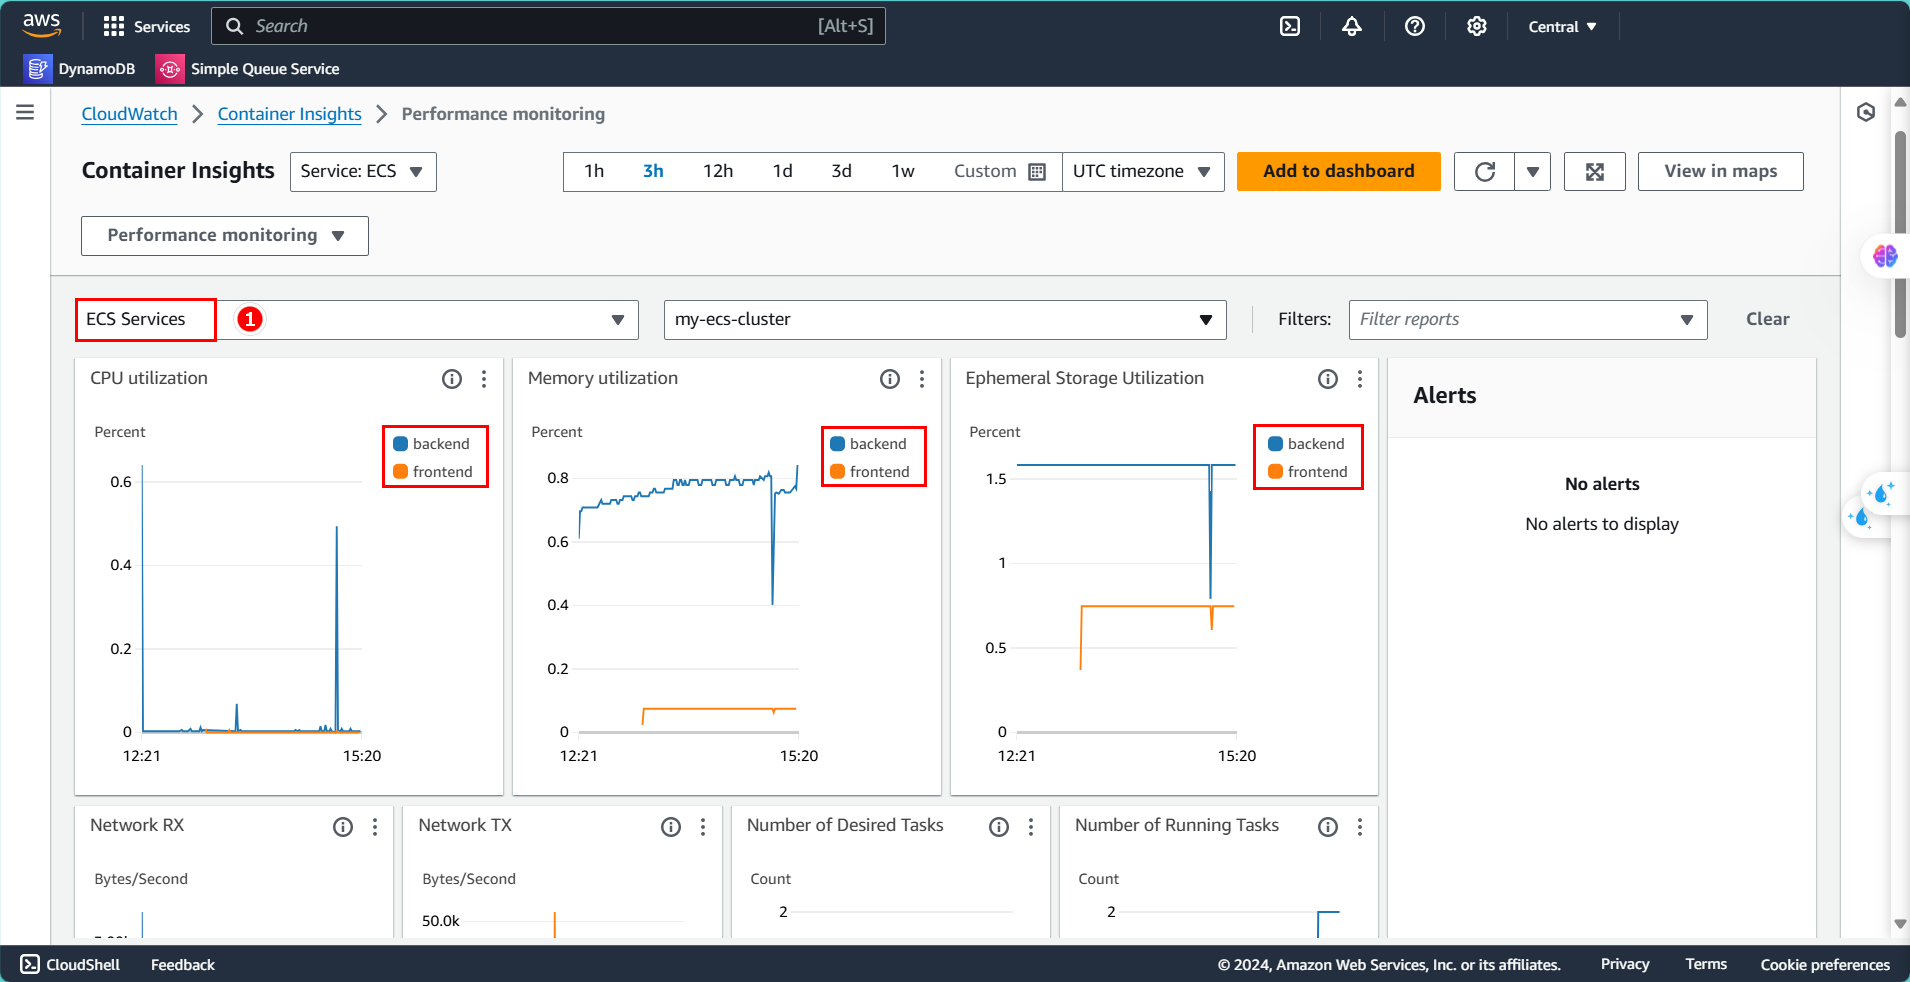 aws
Services
Search
[Alt+S]
Central
DynamoDB
Simple Queue Service
CloudWatch
Container Insights
Performance monitoring
Container Insights
Service: ECS
1h
3h
12h
1d
3d
1w
Custom
UTC timezone
Add to dashboard
View in maps
Performance monitoring
ECS Services
1
my-ecs-cluster
Filters:
Filter reports
Clear
CPU utilization
Percent
backend
frontend
0.6
0.4
0.2
0
12:21
15:20
Memory utilization
Percent
backend
frontend
0.8
0.6
0.4
0.2
0
12:21
15:20
Ephemeral Storage Utilization
Percent
backend
frontend
1.5
1
0.5
0
12:21
15:20
Alerts
No alerts
No alerts to display
Network RX
Bytes/Second
Network TX
Bytes/Second
50.0k
Number of Desired Tasks
Count
2
Number of Running Tasks
Count
2
CloudShell
Feedback
© 2024, Amazon Web Services, Inc. or its affiliates.
Privacy
Terms
Cookie preferences